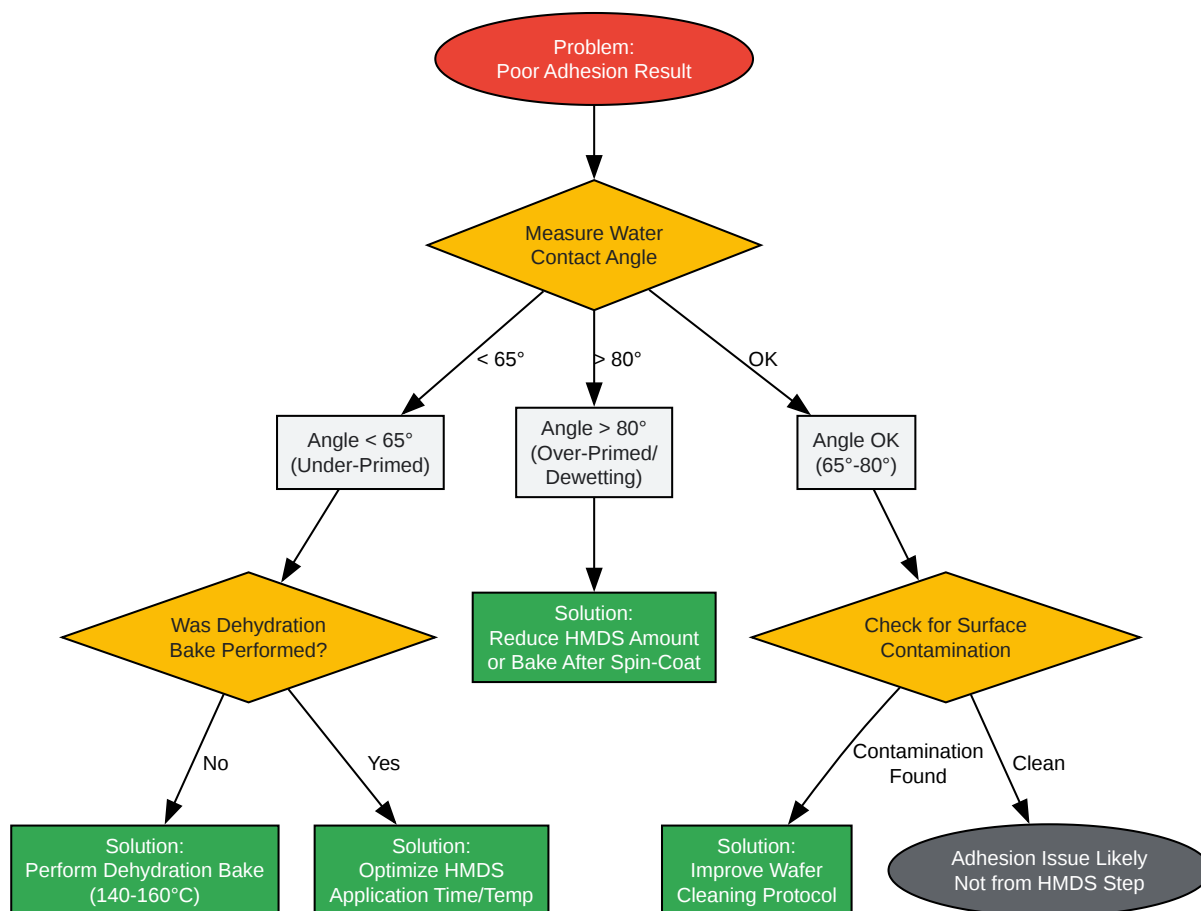 Problem:
Poor Adhesion Result
Measure Water
Contact Angle
< 65°
> 80°
OK
Angle < 65°
(Under-Primed)
Angle > 80°
(Over-Primed/
Dewetting)
Angle OK
(65°-80°)
Was Dehydration
Bake Performed?
Solution:
Reduce HMDS Amount
or Bake After Spin-Coat
Check for Surface
Contamination
No
Yes
Contamination
Found
Clean
Solution:
Perform Dehydration Bake
(140-160°C)
Solution:
Optimize HMDS
Application Time/Temp
Solution:
Improve Wafer
Cleaning Protocol
Adhesion Issue Likely
Not from HMDS Step